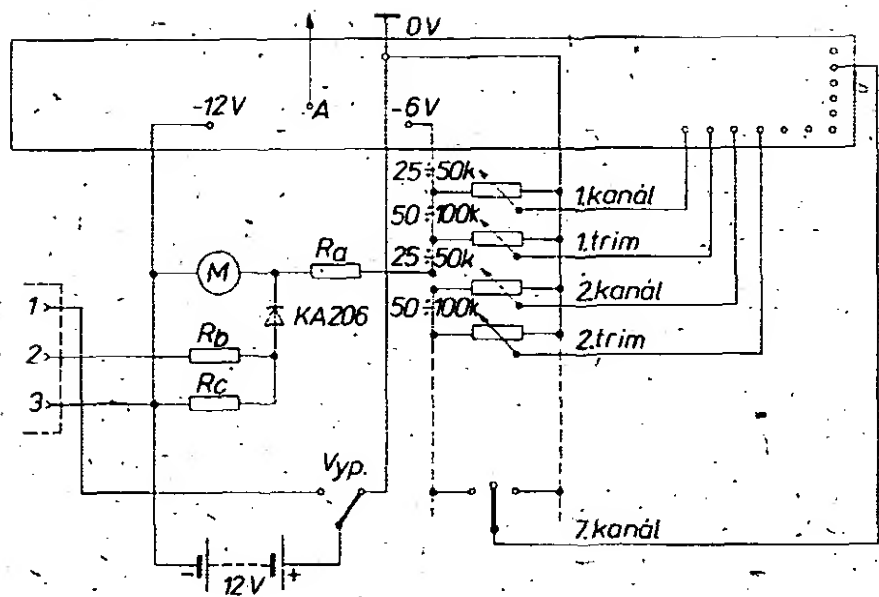 0V
-12V
A
-6V
25÷50k
1.kanál
50÷100k
1.trim
25÷50k
2.kanál
50÷100k
2.trim
Ra
M
KA206
1
2
Rb
3
Rc
Vyp.
7.kanál
- 12V +